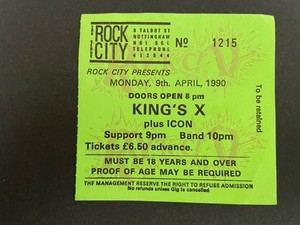 ROCK CITY
8 TALBOT ST
NOTTINGHAM
NG1 5GG
TELEPHONE
412544
No 1215
ROCK CITY PRESENTS
MONDAY, 9th. APRIL, 1990
DOORS OPEN 8 pm
KING'S X
plus ICON
Support 9pm Band 10pm
Tickets £6.50 advance.
To be retained.
MUST BE 18 YEARS AND OVER
PROOF OF AGE MAY BE REQUIRED
THE MANAGEMENT RESERVE THE RIGHT TO REFUSE ADMISSION
No refunds unless Gig is cancelled.